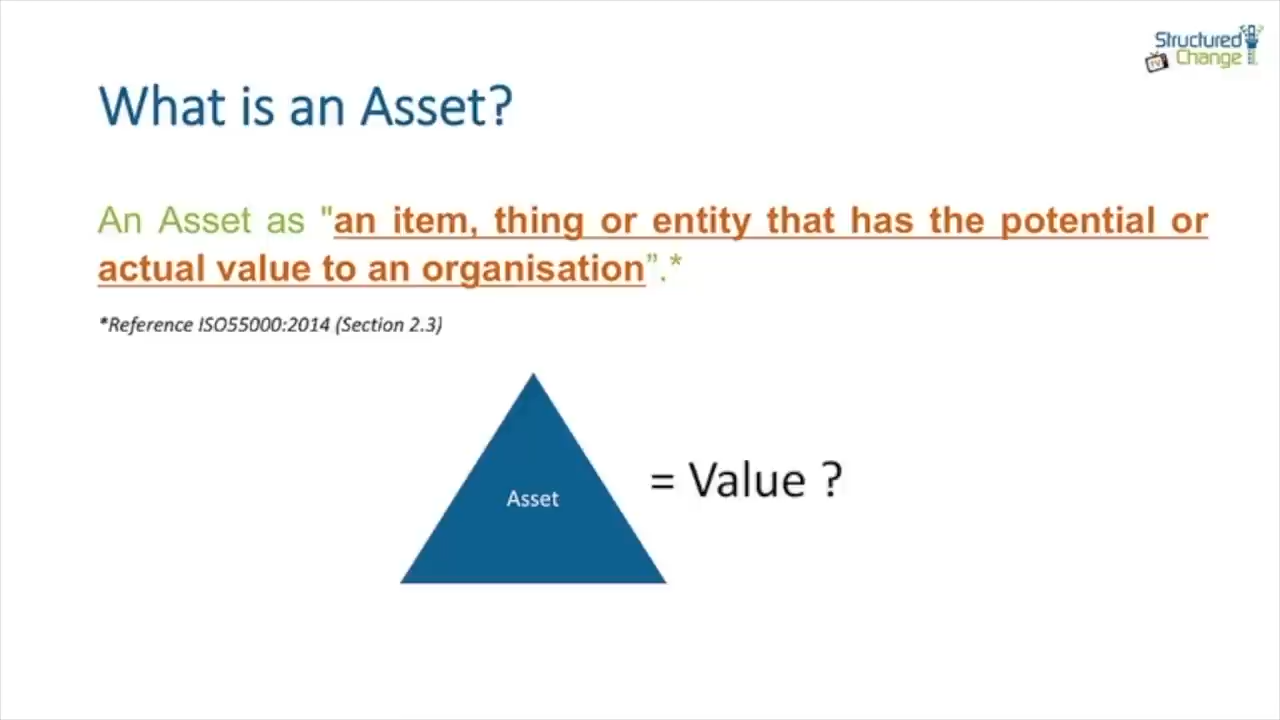 Structured
TV Change
What is an Asset?
An Asset as "an item, thing or entity that has the potential or
actual value to an organisation”.*
*Reference ISO55000:2014 (Section 2.3)
Asset
= Value ?